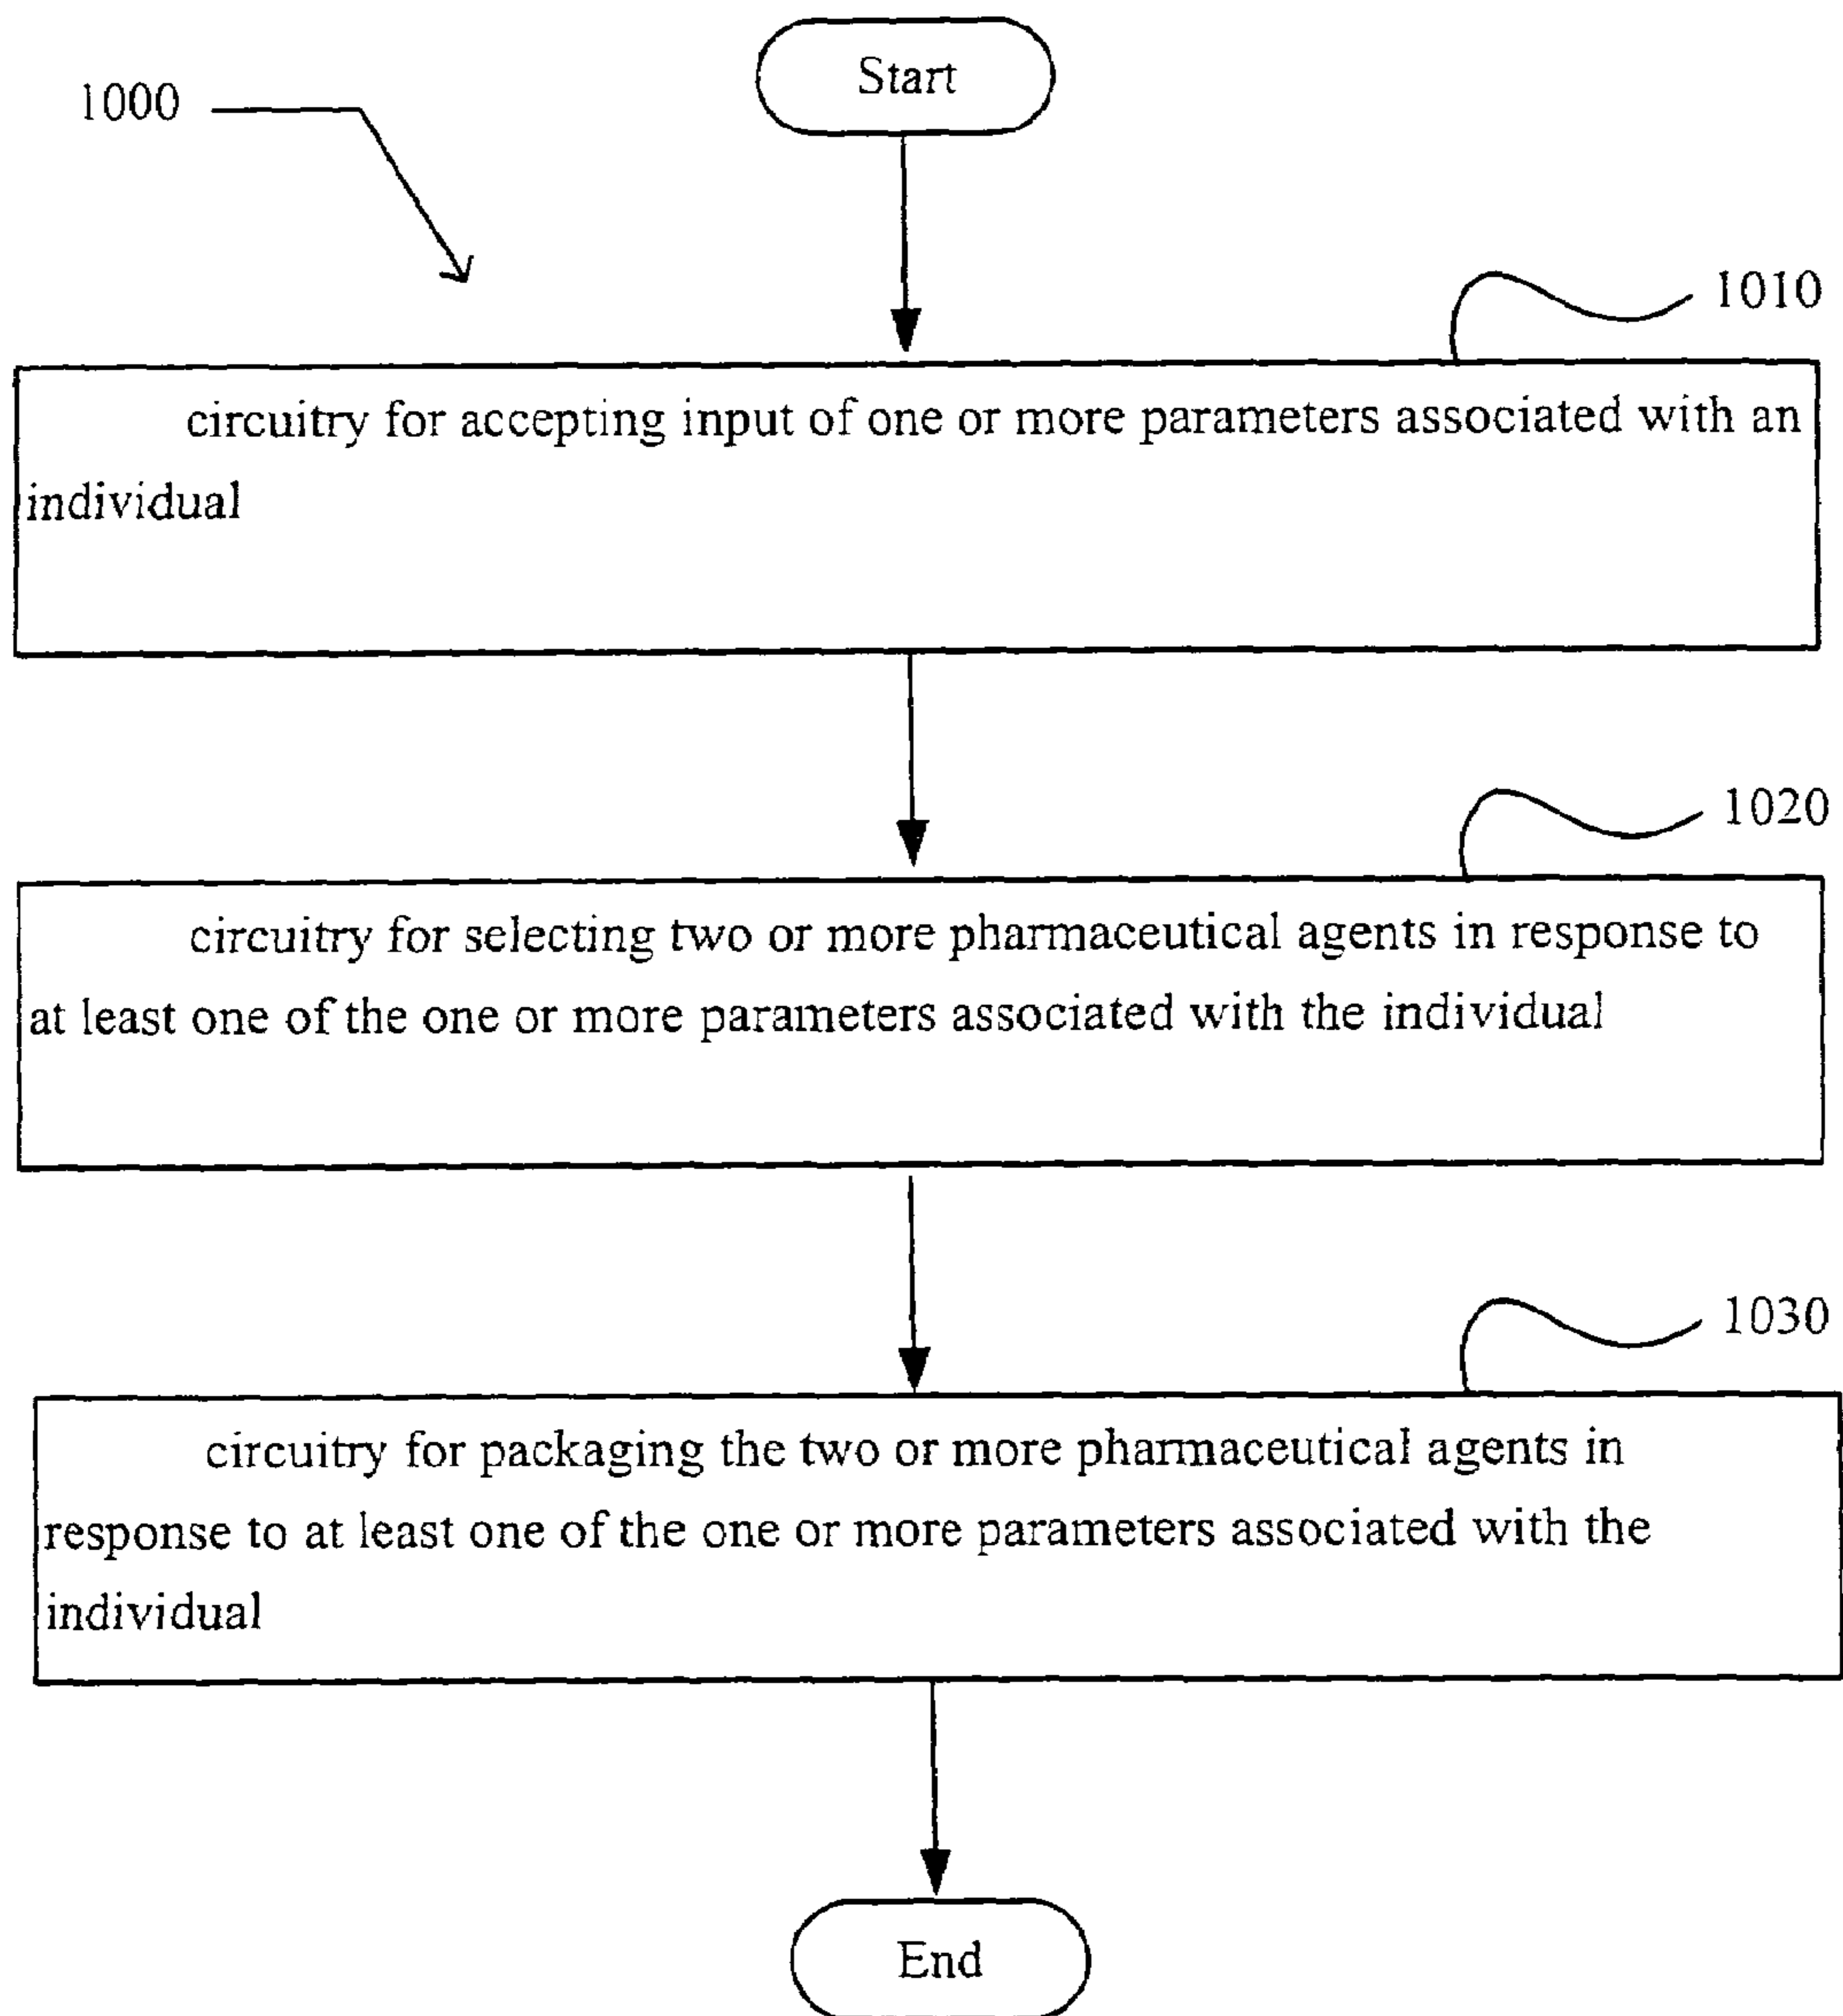 Start
1000
1010
circuitry for accepting input of one or more parameters associated with an
individual
1020
circuitry for selecting two or more pharmaceutical agents in response to
at least one of the one or more parameters associated with the individual
1030
circuitry for packaging the two or more pharmaceutical agents in
response to at least one of the one or more parameters associated with the
individual
End